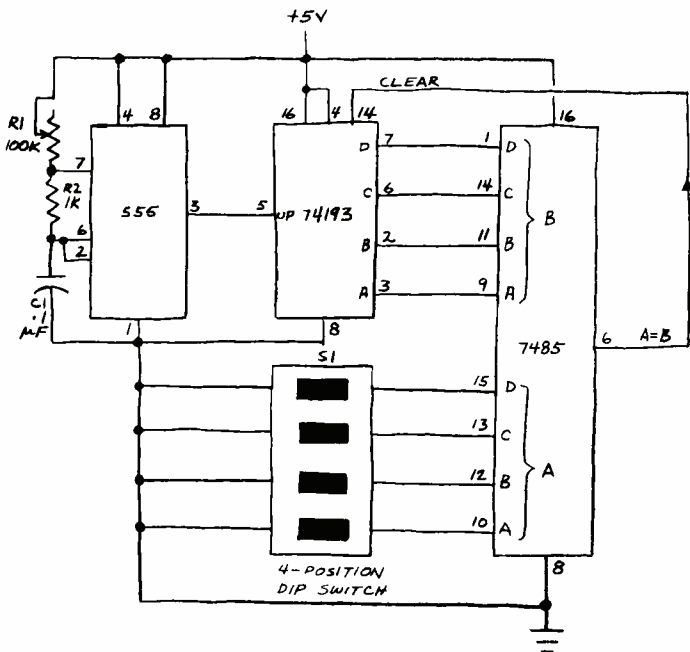 +5V
CLEAR
4 8
16 4 14
16
R1
100K
7
R2
1K
6
2
C1
.1
µF
555
3
1
5
UP 74193
D 7
C 6
B 2
A 3
8
1 D
14 C
11 B
9 A
B
7485
6 A=B
S1
15 D
13 C
12 B
10 A
A
8
4-POSITION
DIP SWITCH